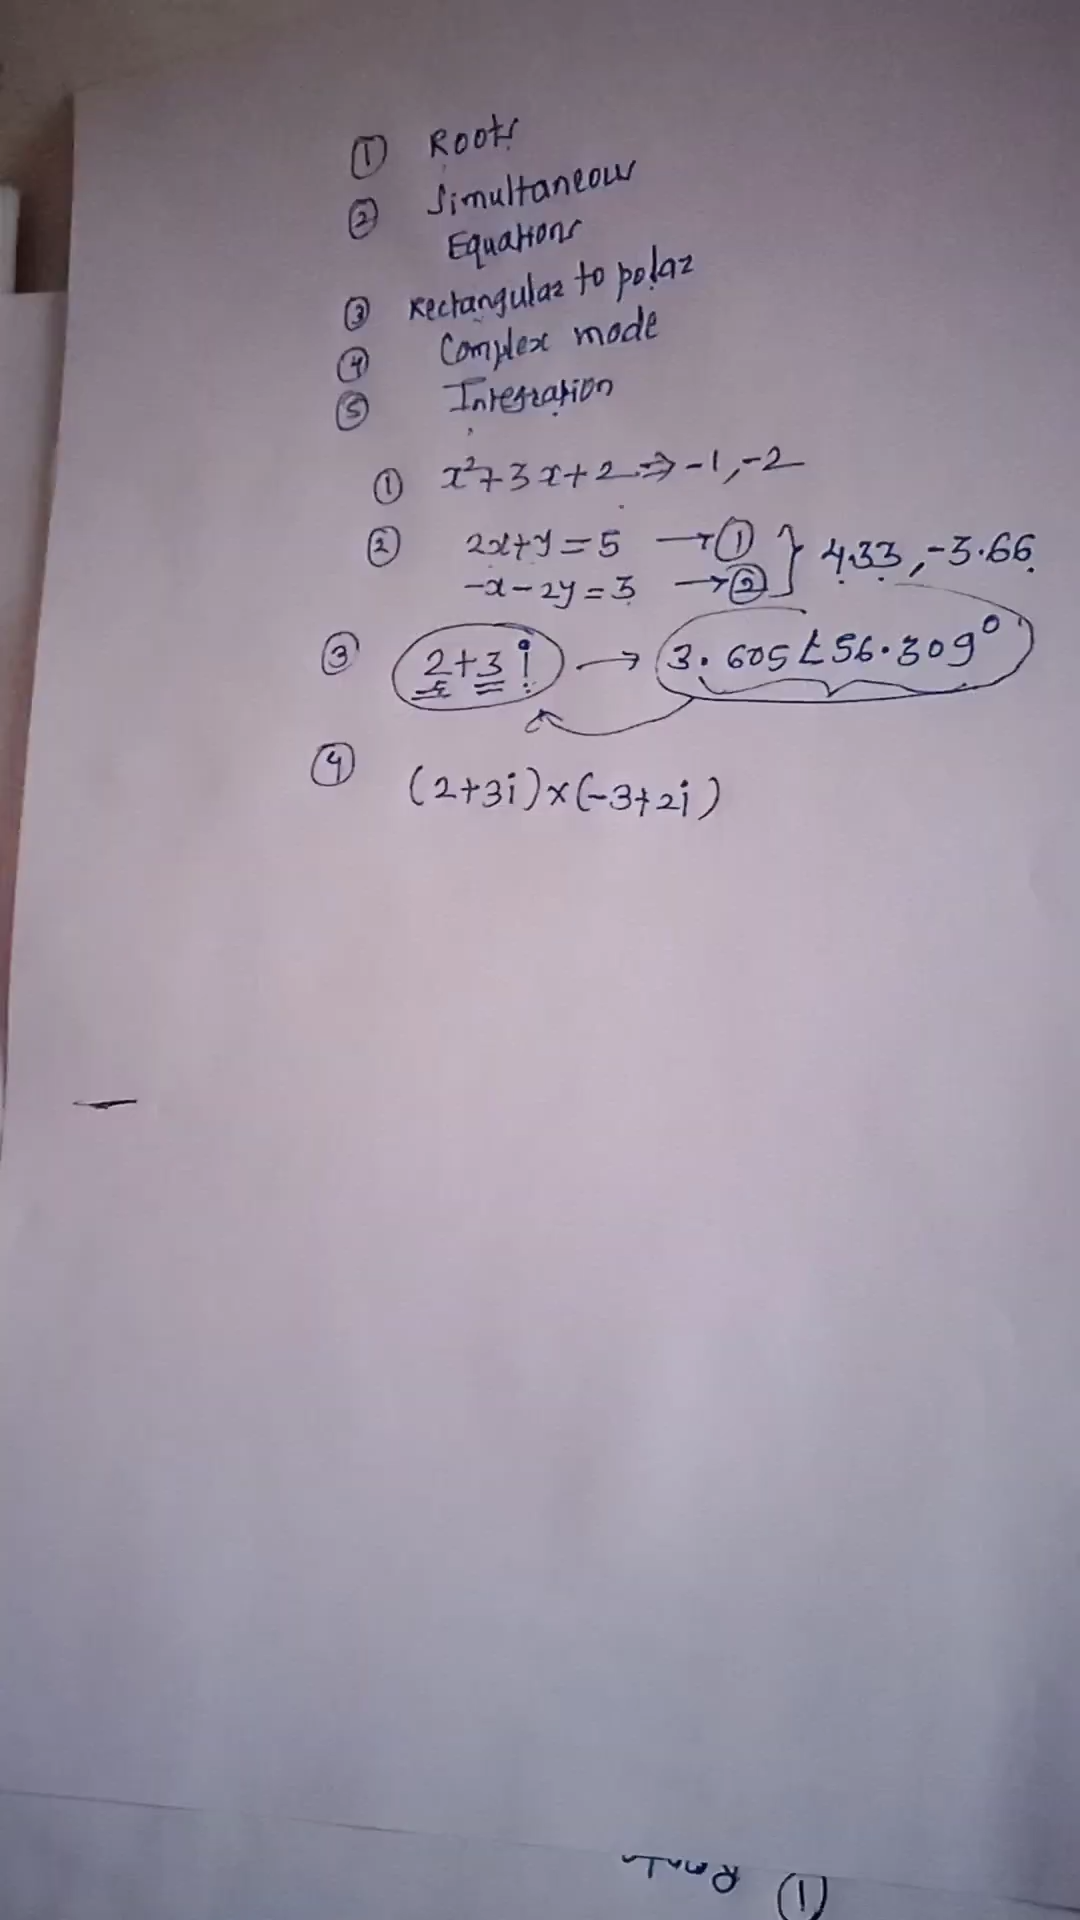 ① Roots
② Simultaneous
Equations
③ Rectangular to polar
④ Complex mode
⑤ Integration
① x²+3x+2 ⇒ -1,-2
② 2x+y=5 → ① } 4.33,-3.66
-x-2y=3 → ②
③ 2+3i → 3.605∠56.309°
④ (2+3i)×(-3+2i)
① Roots